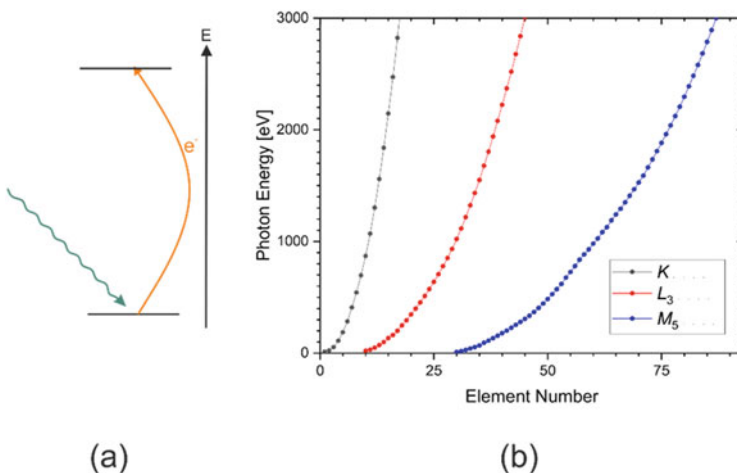 E
e-
(a)
3000
2000
1000
0
Photon Energy [eV]
0 25 50 75
Element Number
K . . . .
L3 . . . .
M5 . . . .
(b)